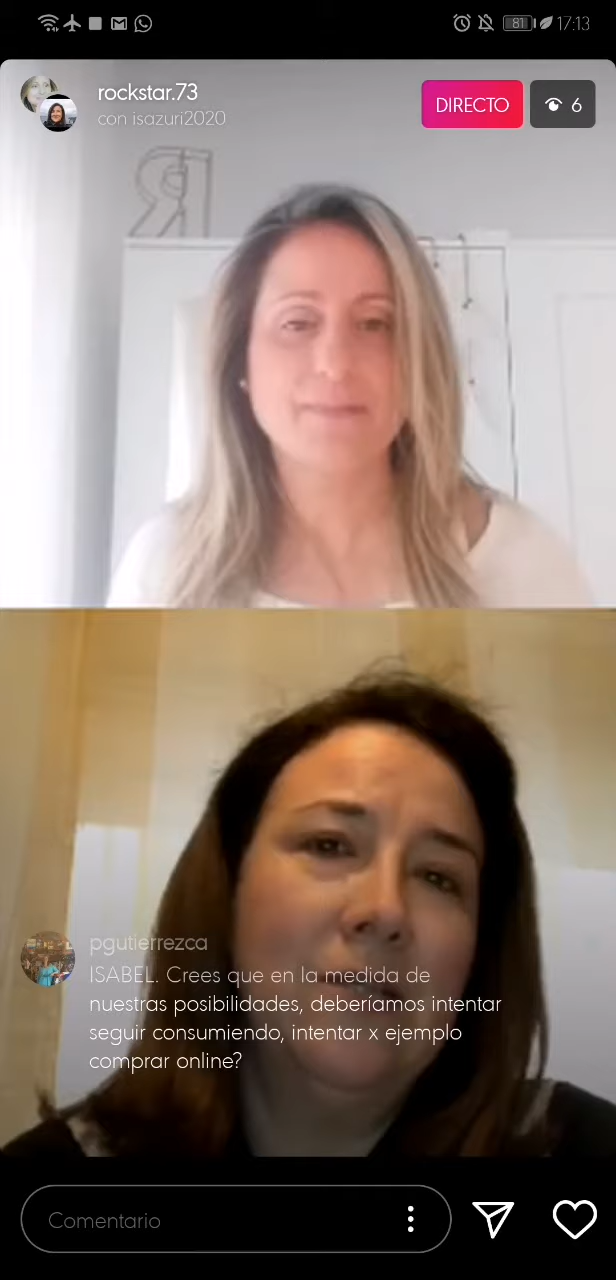 81 17:13
rockstar.73
con isazuri2020
DIRECTO
6
R
pgutierrezca
ISABEL. Crees que en la medida de
nuestras posibilidades, deberíamos intentar
seguir consumiendo, intentar x ejemplo
comprar online?
Comentario